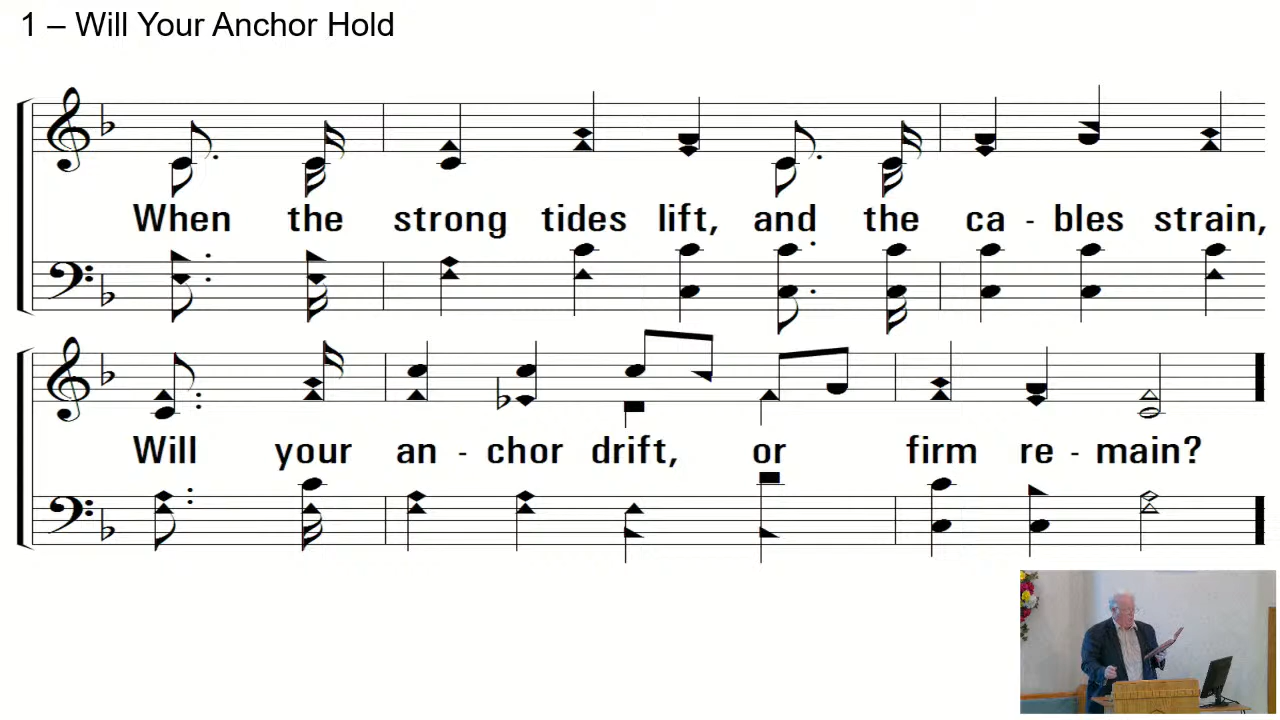 1 – Will Your Anchor Hold
When the strong tides lift, and the ca - bles strain,
Will your an - chor drift, or firm re - main?